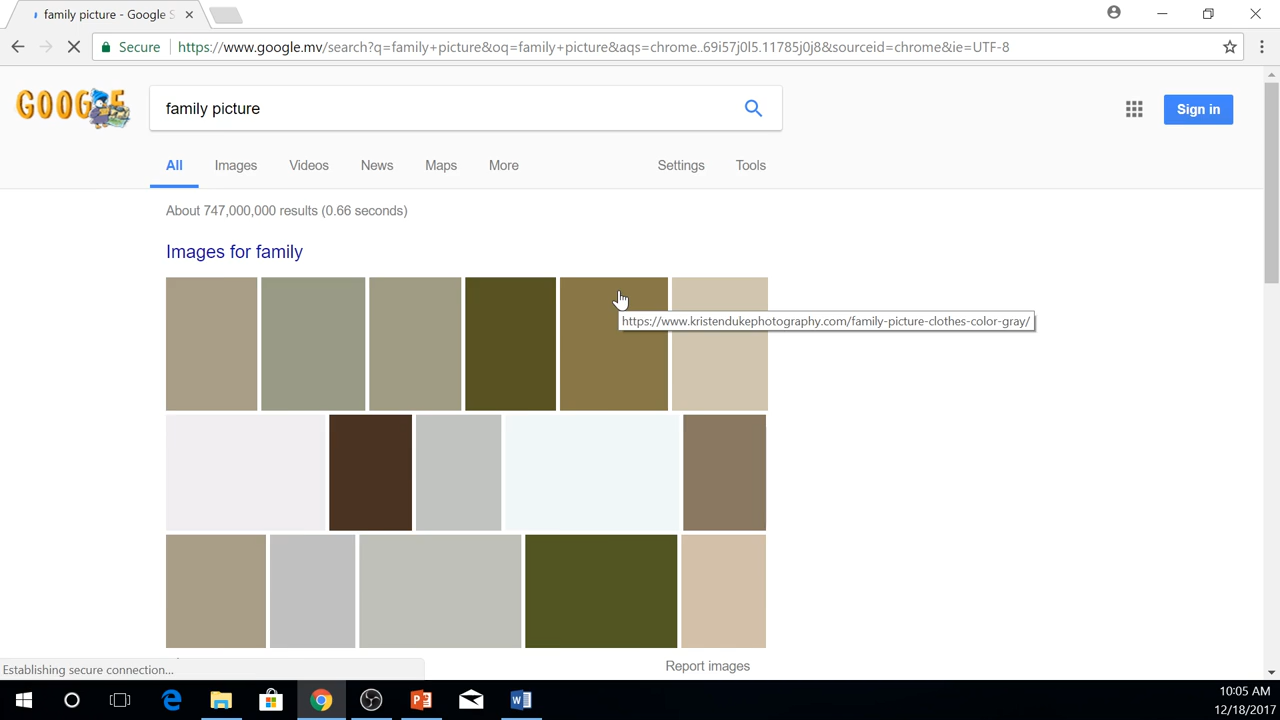 family picture - Google S
Secure
https://www.google.mv/search?q=family+picture&oq=family+picture&aqs=chrome..69i57j0l5.11785j0j8&sourceid=chrome&ie=UTF-8
GOOGLE
family picture
Sign in
All Images Videos News Maps More Settings Tools
About 747,000,000 results (0.66 seconds)
Images for family
https://www.kristendukephotography.com/family-picture-clothes-color-gray/
Report images
Establishing secure connection...
10:05 AM
12/18/2017